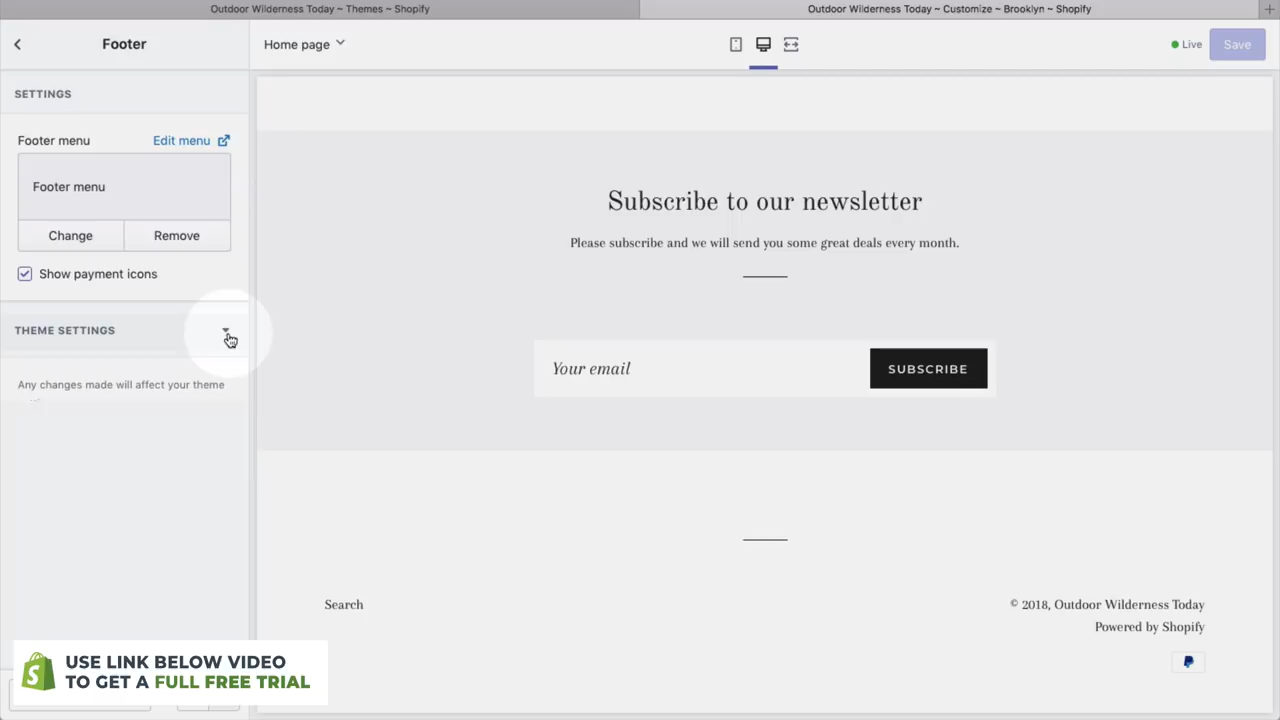 Outdoor Wilderness Today ~ Themes ~ Shopify
Outdoor Wilderness Today ~ Customize ~ Brooklyn ~ Shopify
Footer
Home page
Live
Save
SETTINGS
Footer menu
Edit menu
Footer menu
Change
Remove
Show payment icons
THEME SETTINGS
Any changes made will affect your theme
Subscribe to our newsletter
Please subscribe and we will send you some great deals every month.
Your email
SUBSCRIBE
Search
© 2018, Outdoor Wilderness Today
Powered by Shopify
USE LINK BELOW VIDEO
TO GET A FULL FREE TRIAL